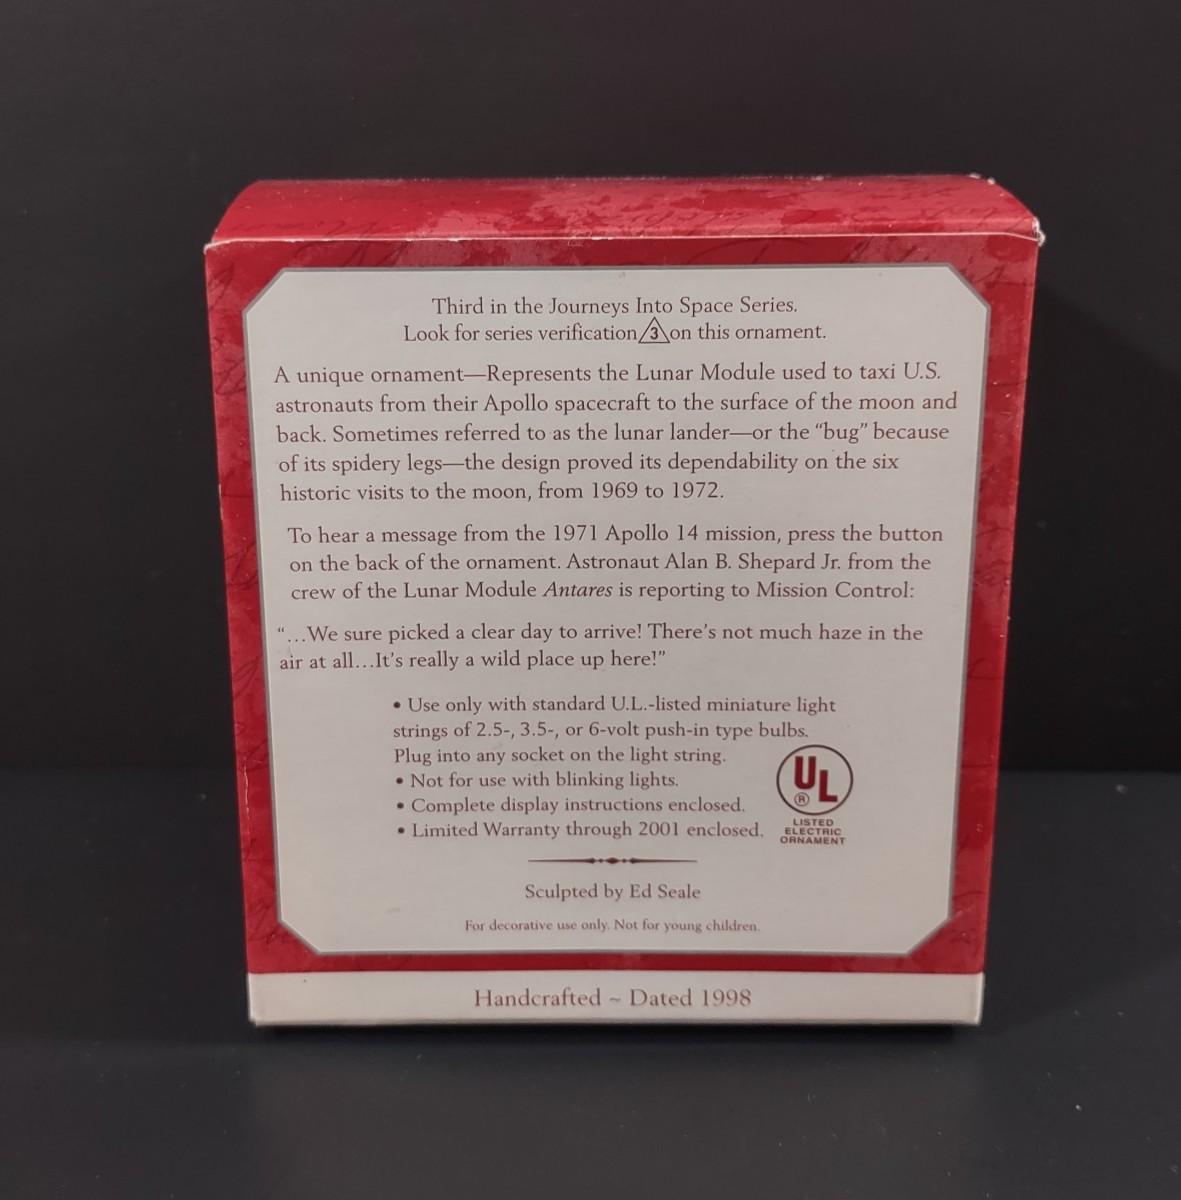 Third in the Journeys Into Space Series.
Look for series verification 3 on this ornament.
A unique ornament—Represents the Lunar Module used to taxi U.S.
astronauts from their Apollo spacecraft to the surface of the moon and
back. Sometimes referred to as the lunar lander—or the “bug” because
of its spidery legs—the design proved its dependability on the six
historic visits to the moon, from 1969 to 1972.
To hear a message from the 1971 Apollo 14 mission, press the button
on the back of the ornament. Astronaut Alan B. Shepard Jr. from the
crew of the Lunar Module Antares is reporting to Mission Control:
“…We sure picked a clear day to arrive! There’s not much haze in the
air at all…It’s really a wild place up here!”
• Use only with standard U.L.-listed miniature light
strings of 2.5-, 3.5-, or 6-volt push-in type bulbs.
Plug into any socket on the light string.
• Not for use with blinking lights.
• Complete display instructions enclosed.
• Limited Warranty through 2001 enclosed.
UL ®
LISTED
ELECTRIC
ORNAMENT
Sculpted by Ed Seale
For decorative use only. Not for young children.
Handcrafted ~ Dated 1998